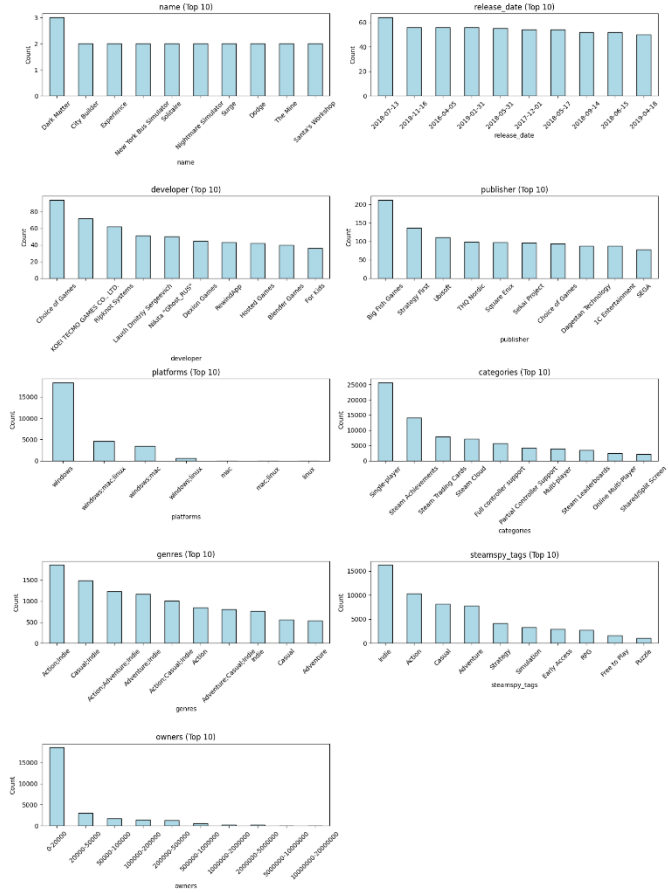 name (Top 10)
3
2
1
0
Count
Dark Matter
City Builder
Experience
New York Bus Simulator
Solitaire
Nightmare Simulator
Surge
Dodge
The Mine
Santa's Workshop
name
release_date (Top 10)
60
40
20
0
Count
2018-07-13
2018-11-16
2016-04-05
2019-01-31
2018-05-31
2017-12-01
2018-05-17
2018-09-14
2018-06-15
2019-04-18
release_date
developer (Top 10)
80
60
40
20
0
Count
Choice of Games
KOEI TECMO GAMES CO., LTD.
Ripknot Systems
Laush Dmitriy Sergeevich
Nikita "Ghost_RUS"
Dexion Games
RewindApp
Hosted Games
Blender Games
For Kids
developer
publisher (Top 10)
200
150
100
50
0
Count
Big Fish Games
Strategy First
Ubisoft
THQ Nordic
Square Enix
Sekai Project
Choice of Games
Dagestan Technology
1C Entertainment
SEGA
publisher
platforms (Top 10)
15000
10000
5000
0
Count
windows
windows;mac;linux
windows;mac
windows;linux
mac
mac;linux
linux
platforms
categories (Top 10)
25000
20000
15000
10000
5000
0
Count
Single-player
Steam Achievements
Steam Trading Cards
Steam Cloud
Full controller support
Partial Controller Support
Multi-player
Steam Leaderboards
Online Multi-Player
Shared/Split Screen
categories
genres (Top 10)
1500
1000
500
0
Count
Action;Indie
Casual;Indie
Action;Adventure;Indie
Adventure;Indie
Action;Casual;Indie
Action
Adventure;Casual;Indie
Indie
Casual
Adventure
genres
steamspy_tags (Top 10)
15000
10000
5000
0
Count
Indie
Action
Casual
Adventure
Strategy
Simulation
Early Access
RPG
Free to Play
Puzzle
steamspy_tags
owners (Top 10)
15000
10000
5000
0
Count
0-20000
20000-50000
50000-100000
100000-200000
200000-500000
500000-1000000
1000000-2000000
2000000-5000000
5000000-10000000
10000000-20000000
owners